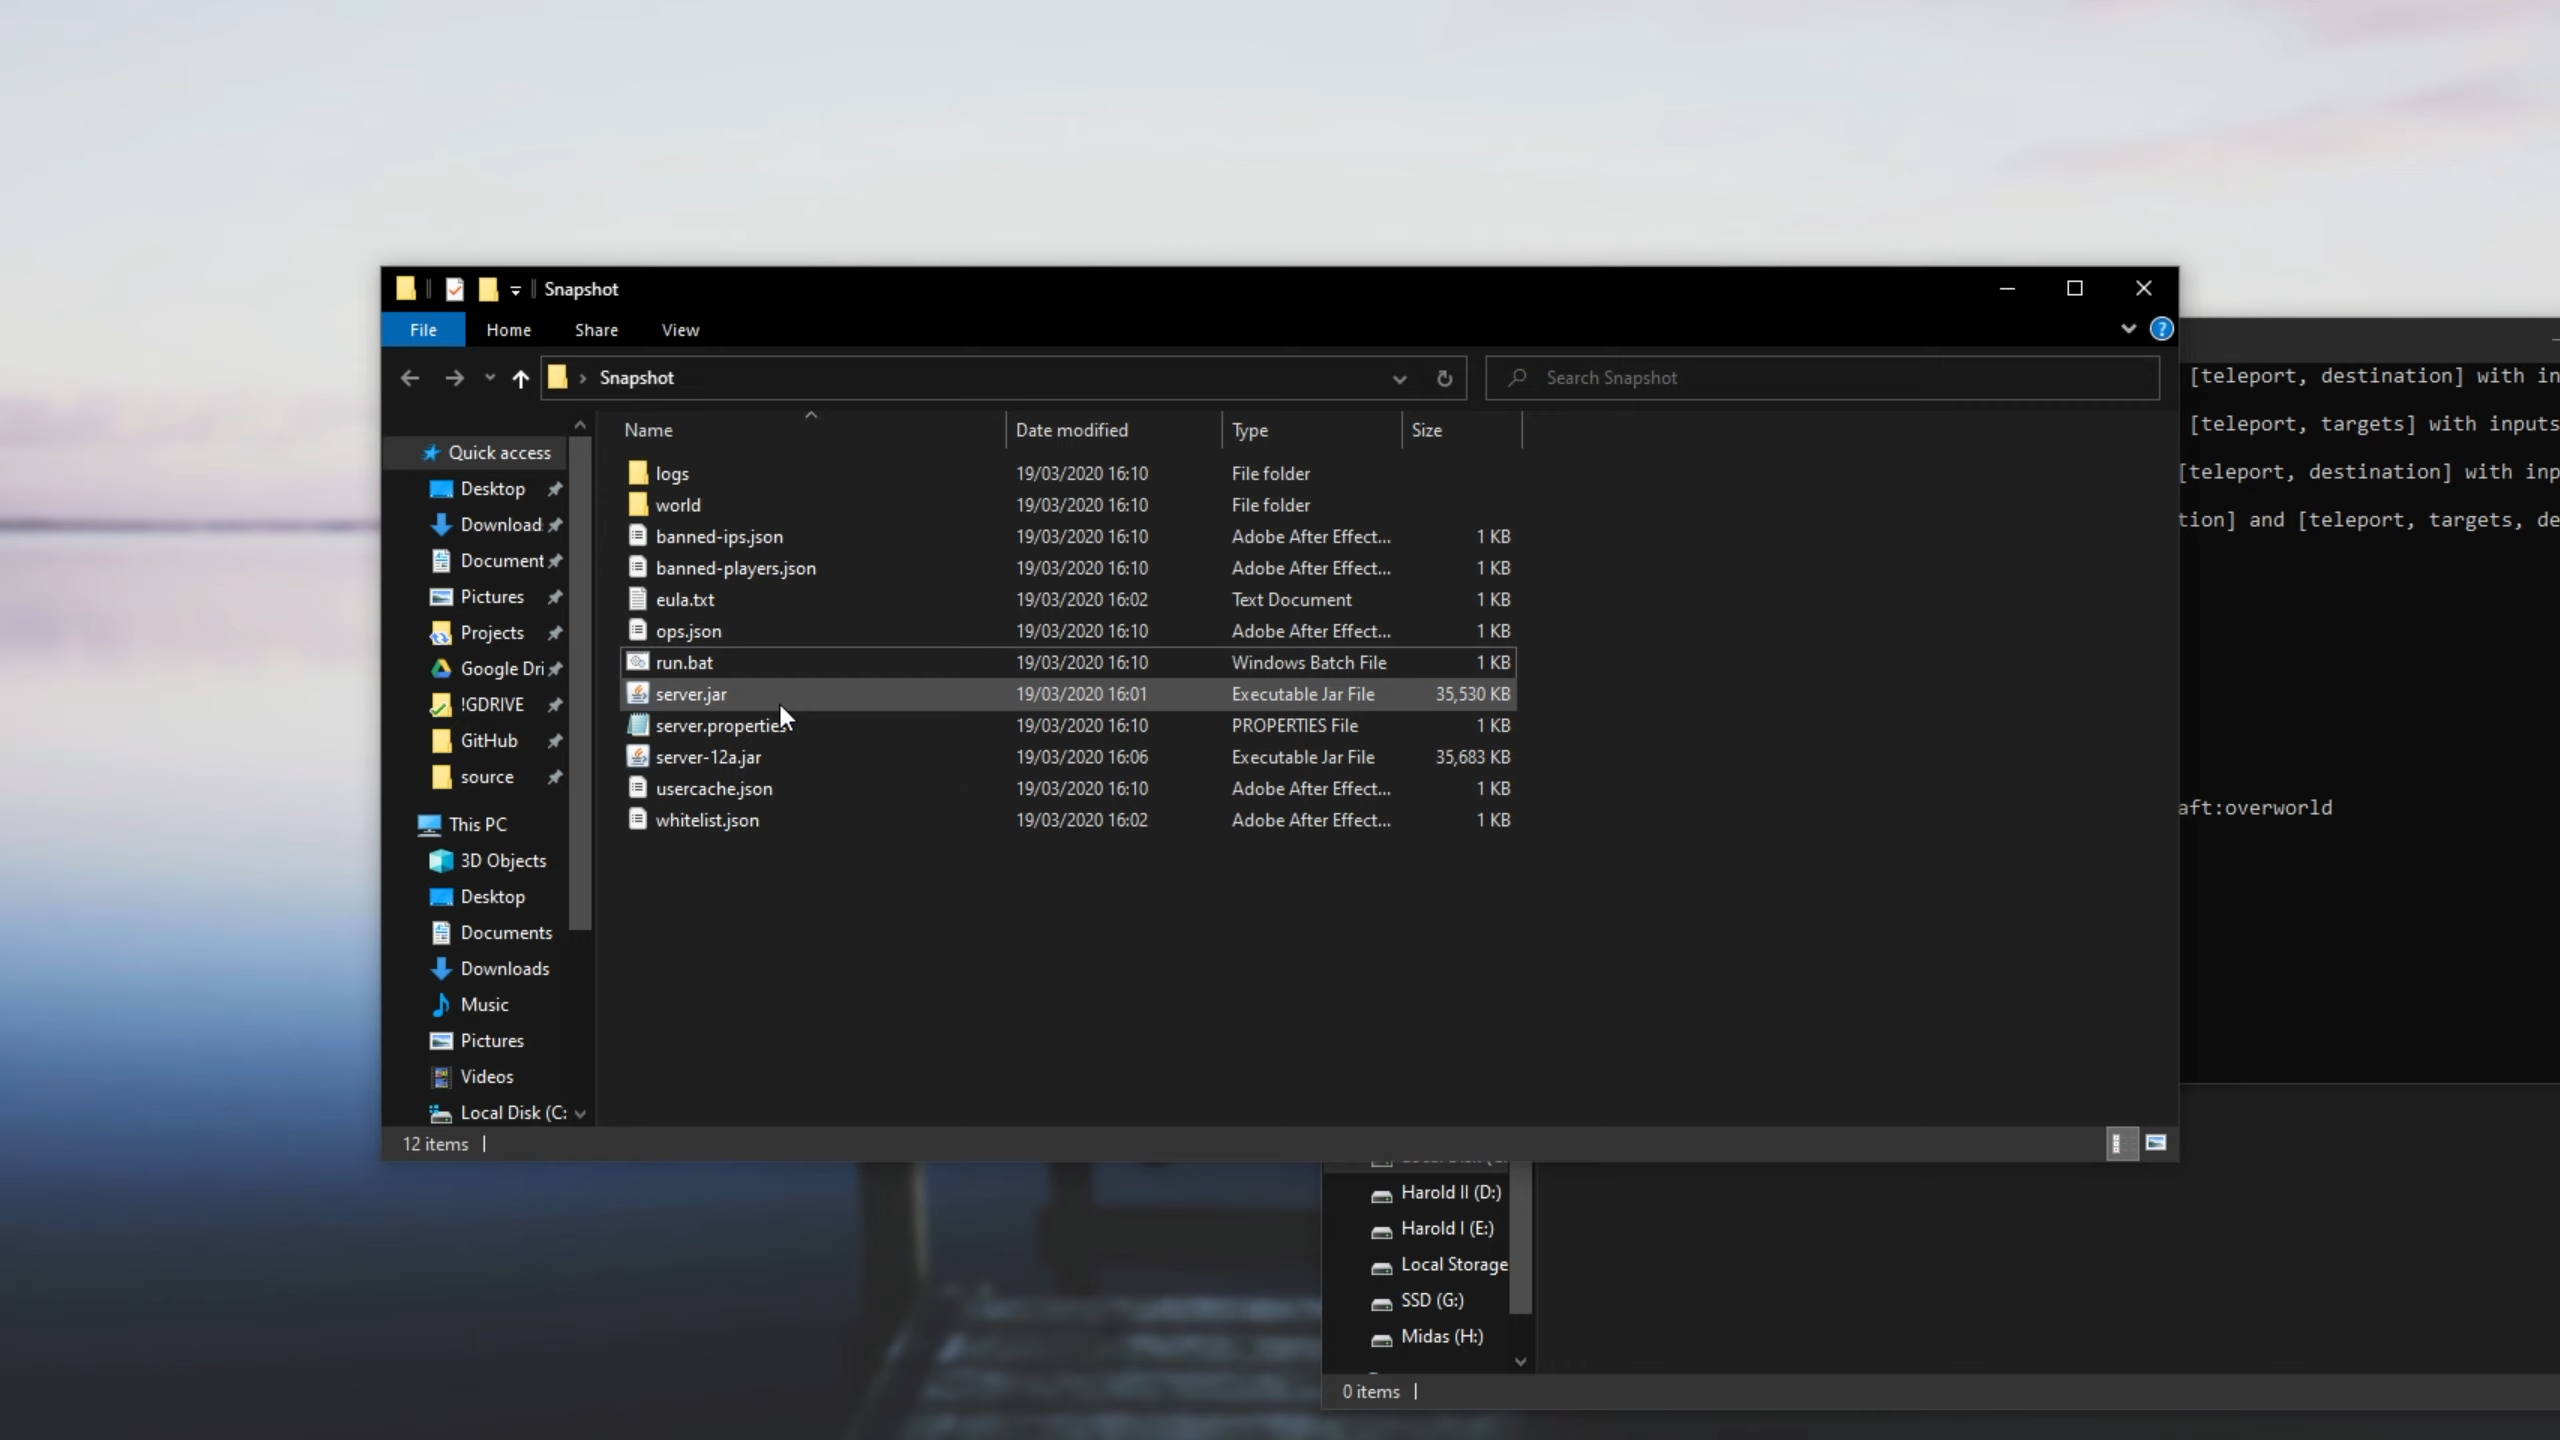 Snapshot
File Home Share View
Snapshot
Search Snapshot
Name Date modified Type Size
Quick access
Desktop
Download
Document
Pictures
Projects
Google Dri
!GDRIVE
GitHub
source
This PC
3D Objects
Desktop
Documents
Downloads
Music
Pictures
Videos
Local Disk (C:
logs 19/03/2020 16:10 File folder
world 19/03/2020 16:10 File folder
banned-ips.json 19/03/2020 16:10 Adobe After Effect... 1 KB
banned-players.json 19/03/2020 16:10 Adobe After Effect... 1 KB
eula.txt 19/03/2020 16:02 Text Document 1 KB
ops.json 19/03/2020 16:10 Adobe After Effect... 1 KB
run.bat 19/03/2020 16:10 Windows Batch File 1 KB
server.jar 19/03/2020 16:01 Executable Jar File 35,530 KB
server.properties 19/03/2020 16:10 PROPERTIES File 1 KB
server-12a.jar 19/03/2020 16:06 Executable Jar File 35,683 KB
usercache.json 19/03/2020 16:10 Adobe After Effect... 1 KB
whitelist.json 19/03/2020 16:02 Adobe After Effect... 1 KB
12 items
[teleport, destination] with in
[teleport, targets] with inputs
[teleport, destination] with inp
tion] and [teleport, targets, de
aft:overworld
Harold II (D:)
Harold I (E:)
Local Storage
SSD (G:)
Midas (H:)
0 items